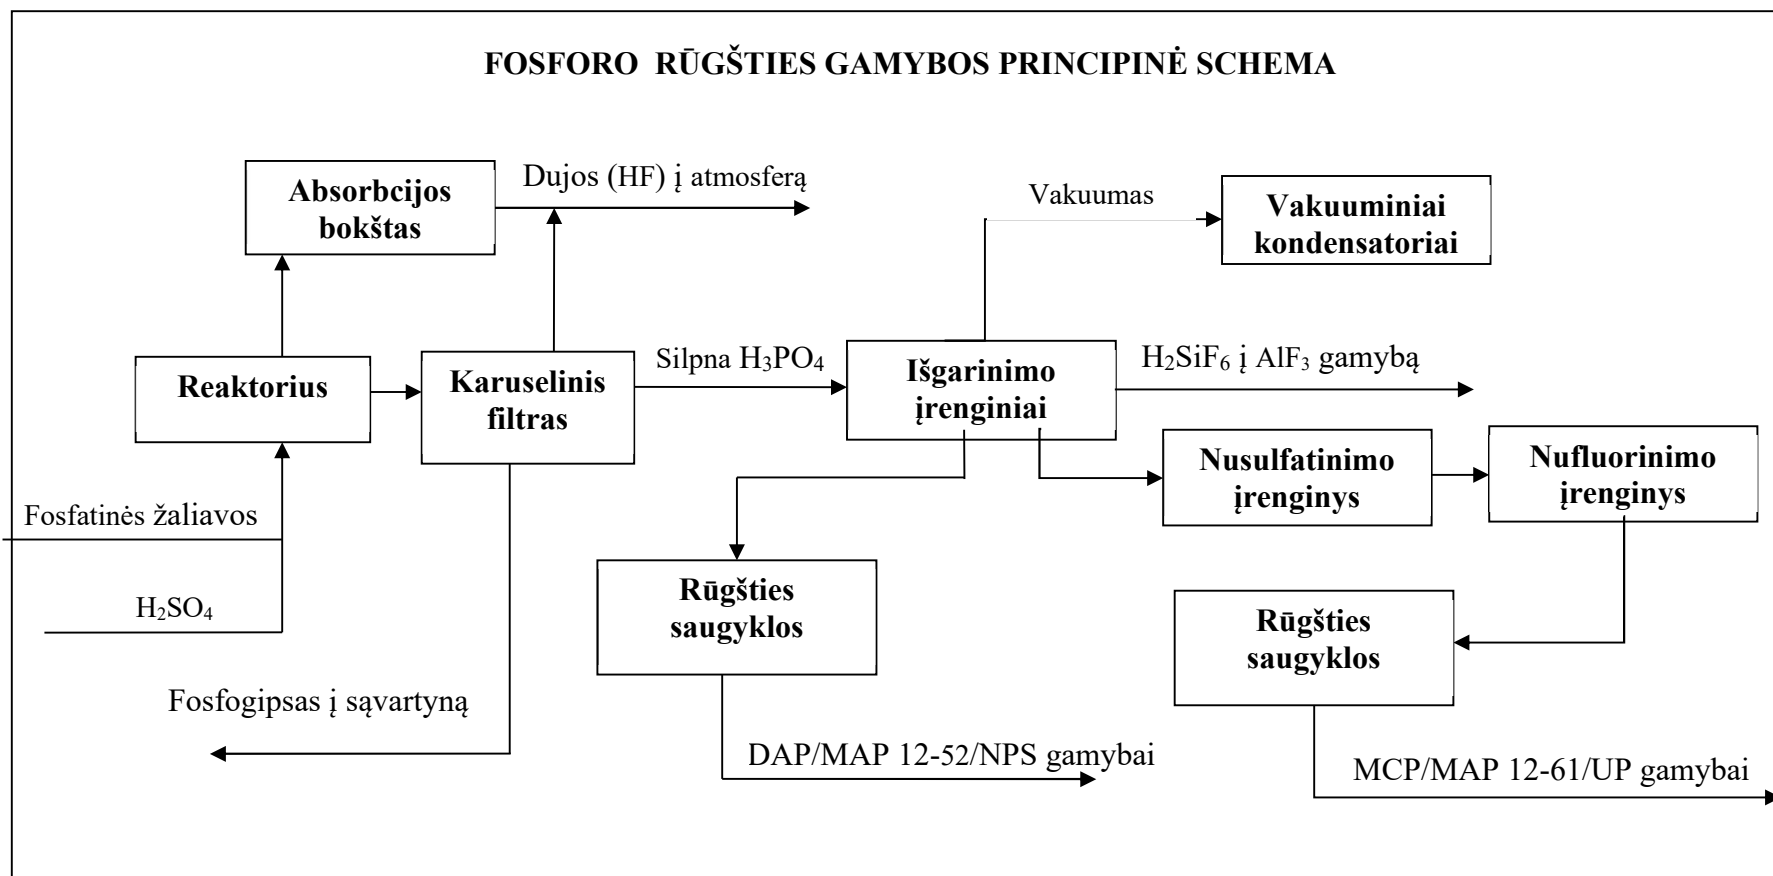 FOSFORO RŪGŠTIES GAMYBOS PRINCIPINĖ SCHEMA
Absorbcijos
bokštas
Dujos (HF) į atmosferą
Vakuumas
Vakuuminiai
kondensatoriai
Reaktorius
Karuselinis
filtras
Silpna H₃PO₄
Išgarinimo
įrenginiai
H₂SiF₆ į AlF₃ gamybą
Nusulfatinimo
įrenginys
Nufluorinimo
įrenginys
Fosfatinės žaliavos
H₂SO₄
Rūgšties
saugyklos
Rūgšties
saugyklos
Fosfogipsas į sąvartyną
DAP/MAP 12-52/NPS gamybai
MCP/MAP 12-61/UP gamybai